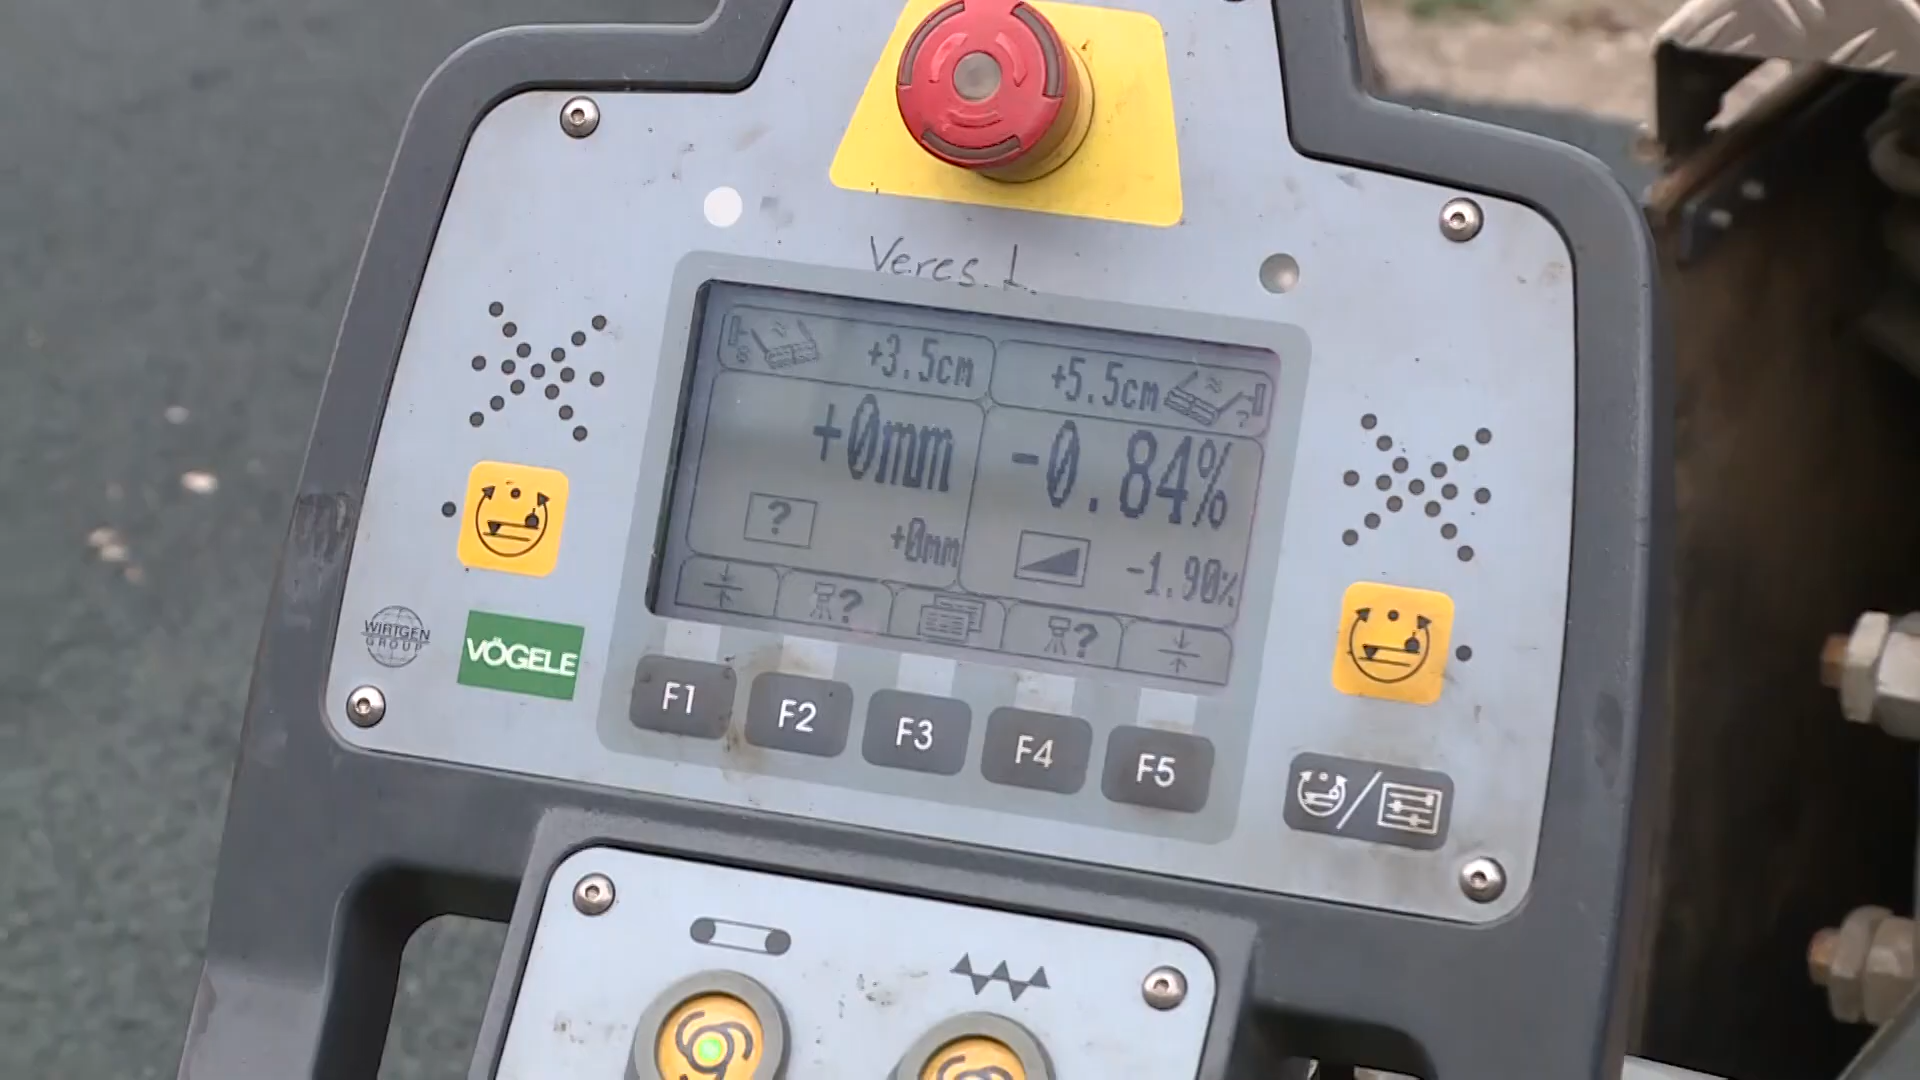 Veres. L.
+3.5cm +5.5cm
+0mm -0.84%
?
+0mm -1.90%
? ?
WIRTGEN
GROUP
VÖGELE
F1 F2 F3 F4 F5